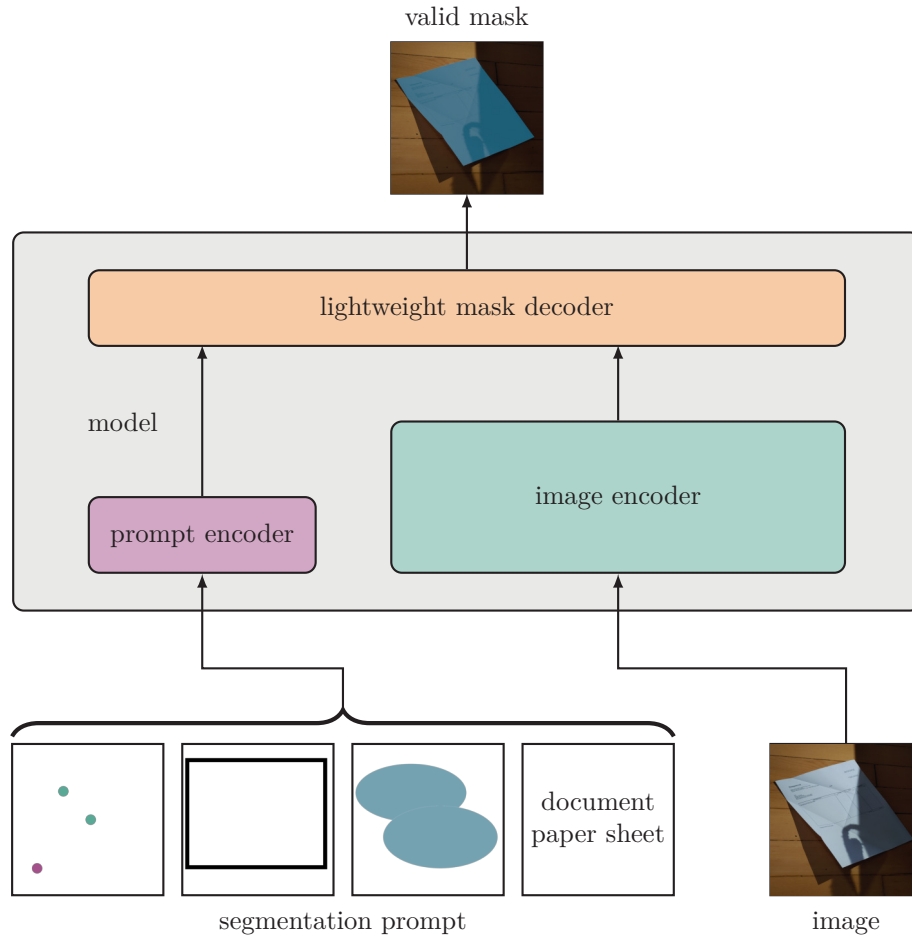 valid mask
lightweight mask decoder
model
image encoder
prompt encoder
document
paper sheet
segmentation prompt
image